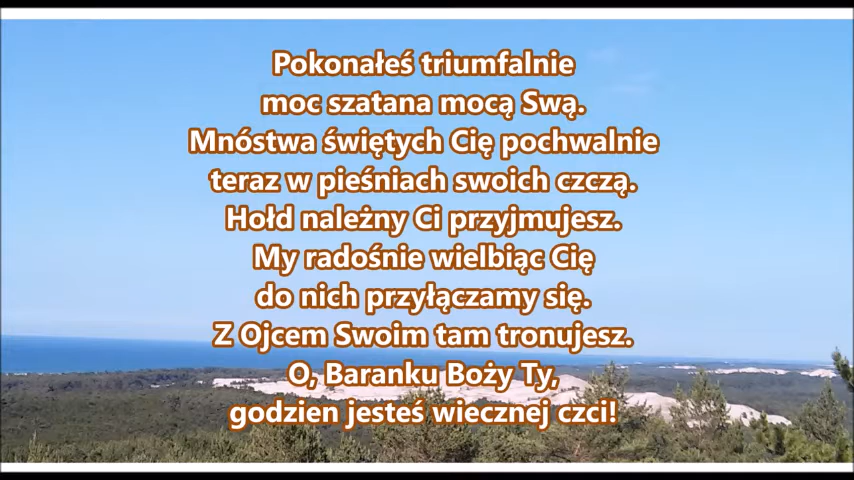 Pokonałeś triumfalnie
moc szatana mocą Swą.
Mnóstwa świętych Cię pochwalnie
teraz w pieśniach swoich czczą.
Hołd należny Ci przyjmujesz.
My radośnie wielbiąc Cię
do nich przyłączamy się.
Z Ojcem Swoim tam tronujesz.
O, Baranku Boży Ty,
godzien jesteś wiecznej czci!